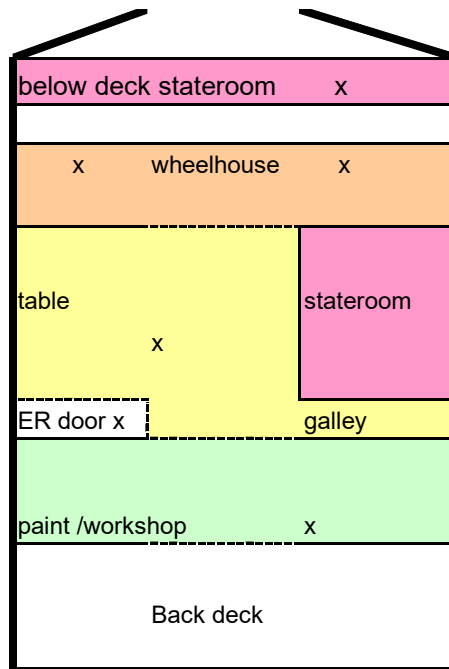 below deck stateroom x
x wheelhouse x
table stateroom
x
ER door x galley
paint /workshop x
Back deck